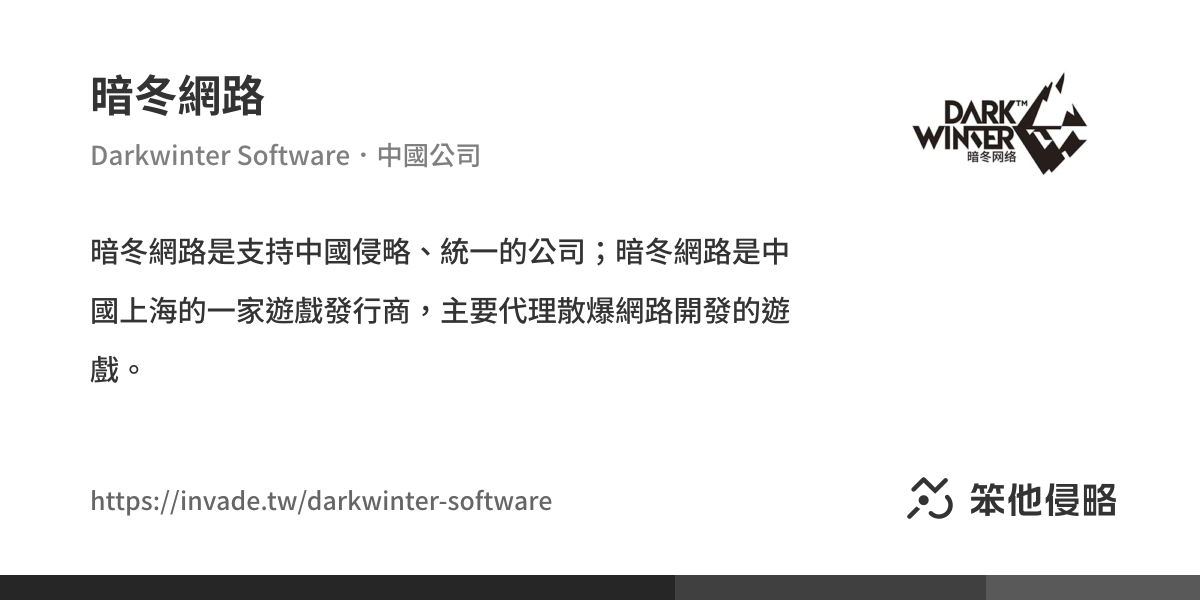 暗冬網路
Darkwinter Software・中國公司
DARK™
WINTER
暗冬网络
暗冬網路是支持中國侵略、統一的公司；暗冬網路是中
國上海的一家遊戲發行商，主要代理散爆網路開發的遊
戲。
https://invade.tw/darkwinter-software
笨他侵略